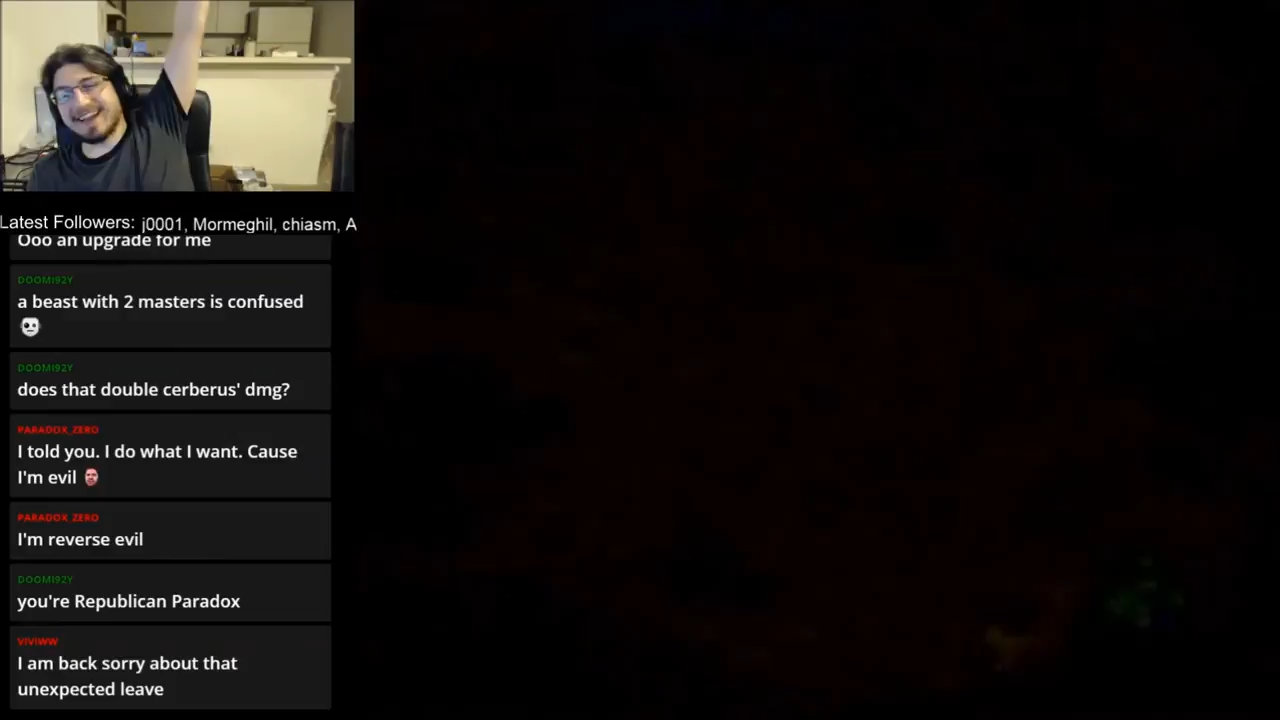 Latest Followers: j0001, Mormeghil, chiasm, A
Ooo an upgrade for me
DOOMI92Y
a beast with 2 masters is confused
DOOMI92Y
does that double cerberus' dmg?
PARADOX_ZERO
I told you. I do what I want. Cause
I'm evil
PARADOX_ZERO
I'm reverse evil
DOOMI92Y
you're Republican Paradox
VIVIWW
I am back sorry about that
unexpected leave